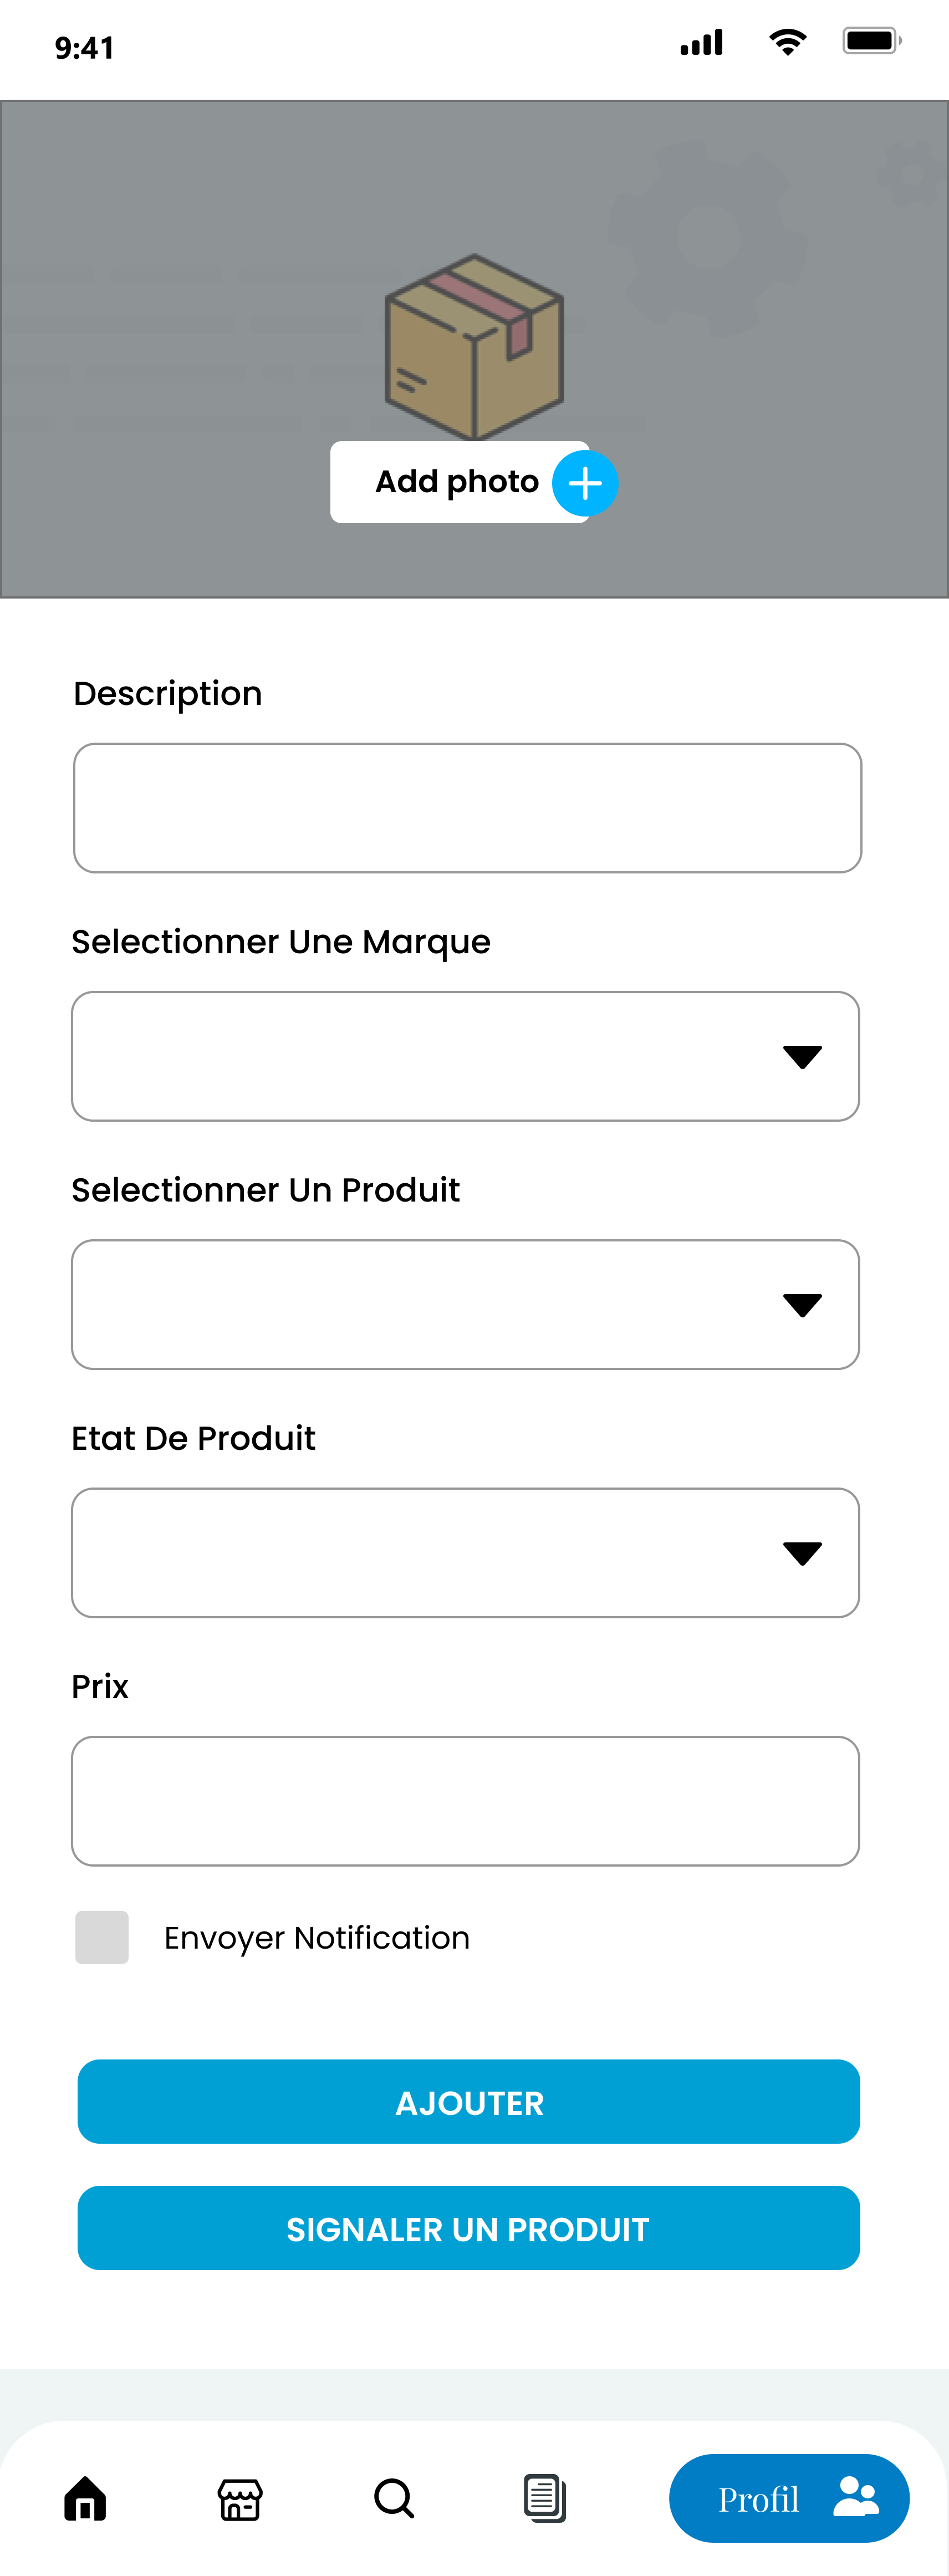 9:41
Add photo
Description
Selectionner Une Marque
Selectionner Un Produit
Etat De Produit
Prix
Envoyer Notification
AJOUTER
SIGNALER UN PRODUIT
Profil